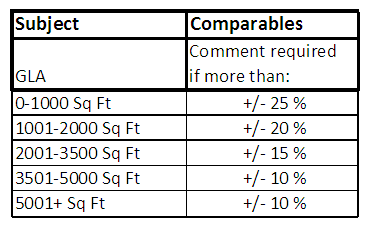 Subject Comparables
GLA Comment required
if more than:
0-1000 Sq Ft +/- 25 %
1001-2000 Sq Ft +/- 20 %
2001-3500 Sq Ft +/- 15 %
3501-5000 Sq Ft +/- 10 %
5001+ Sq Ft +/- 10 %